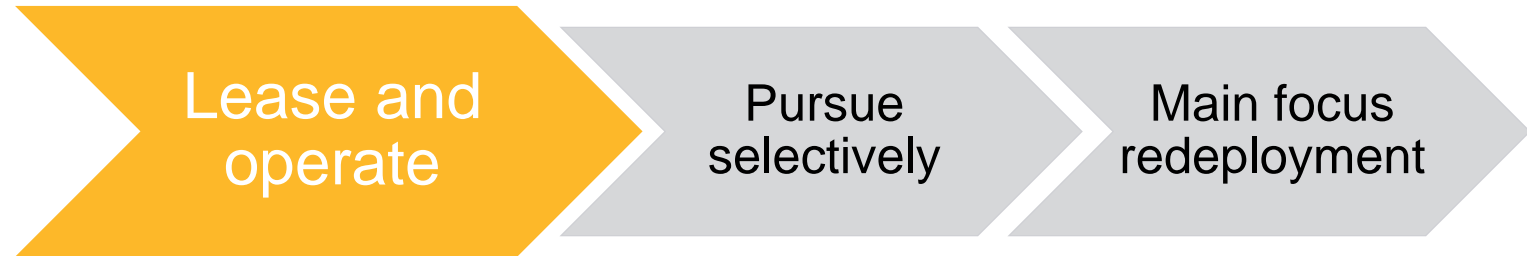 Lease and
operate
Pursue
selectively
Main focus
redeployment